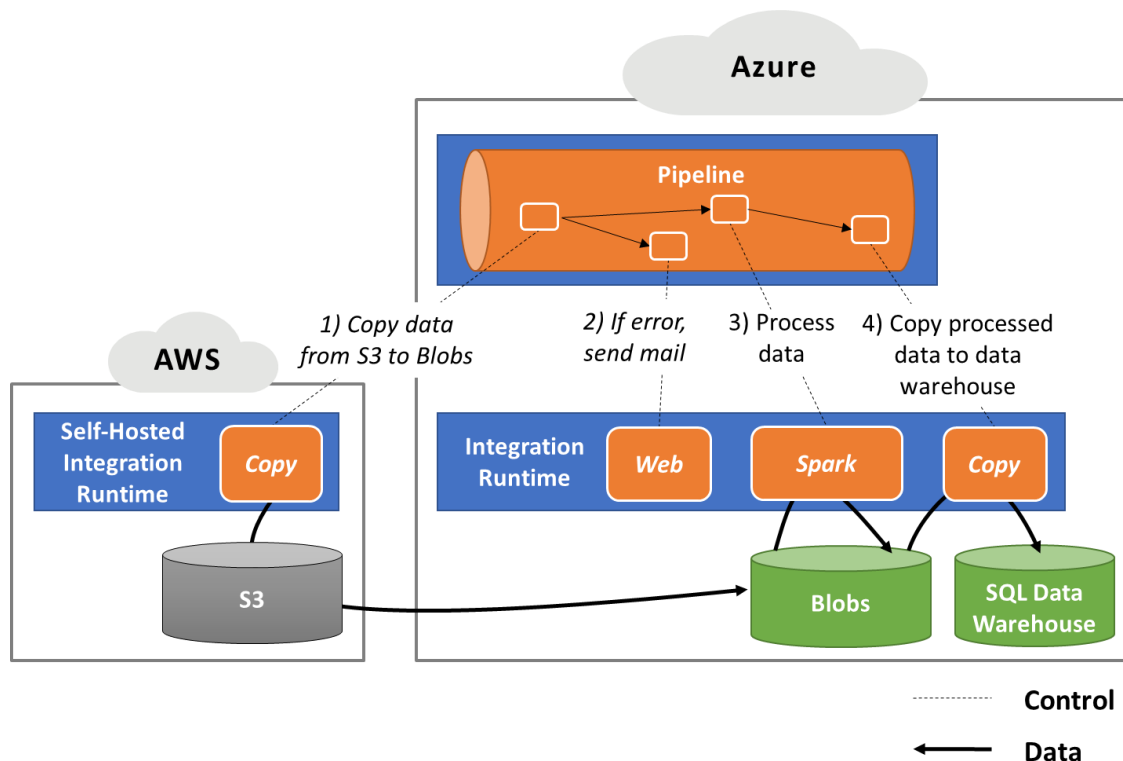 Azure
Pipeline
1) Copy data
from S3 to Blobs
2) If error,
send mail
3) Process
data
4) Copy processed
data to data
warehouse
AWS
Self-Hosted
Integration
Runtime
Copy
Integration
Runtime
Web
Spark
Copy
S3
Blobs
SQL Data
Warehouse
Control
Data